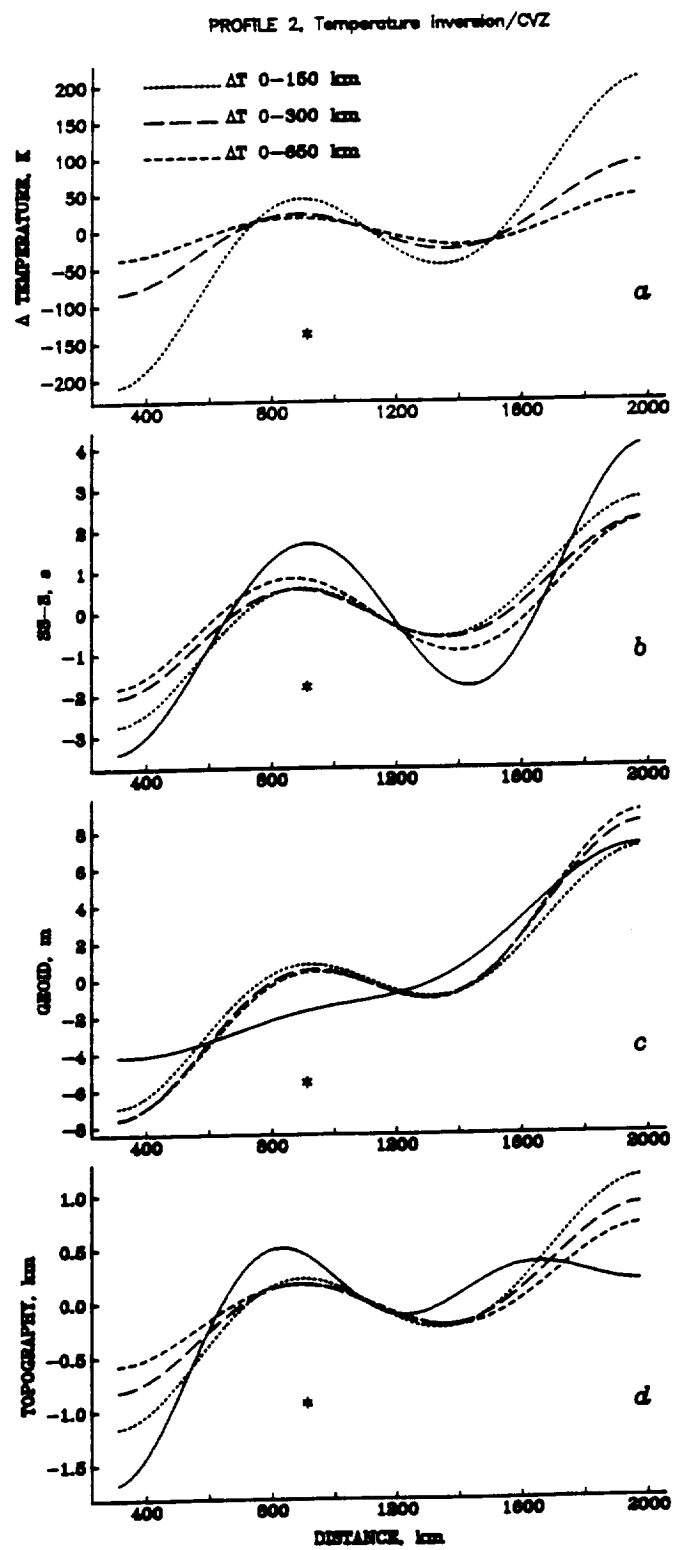 PROFILE 2, Temperature inversion/CVZ
ΔT 0-150 km
ΔT 0-300 km
ΔT 0-650 km
200
150
100
50
0
-50
-100
-150
-200
Δ TEMPERATURE, K
*
a
400 800 1200 1600 2000
4
3
2
1
0
-1
-2
-3
SS-S, s
*
b
400 800 1200 1600 2000
8
6
4
2
0
-2
-4
-6
-8
GEOID, m
*
c
400 800 1200 1600 2000
1.0
0.5
0.0
-0.5
-1.0
-1.5
TOPOGRAPHY, km
*
d
400 800 1200 1600 2000
DISTANCE, km